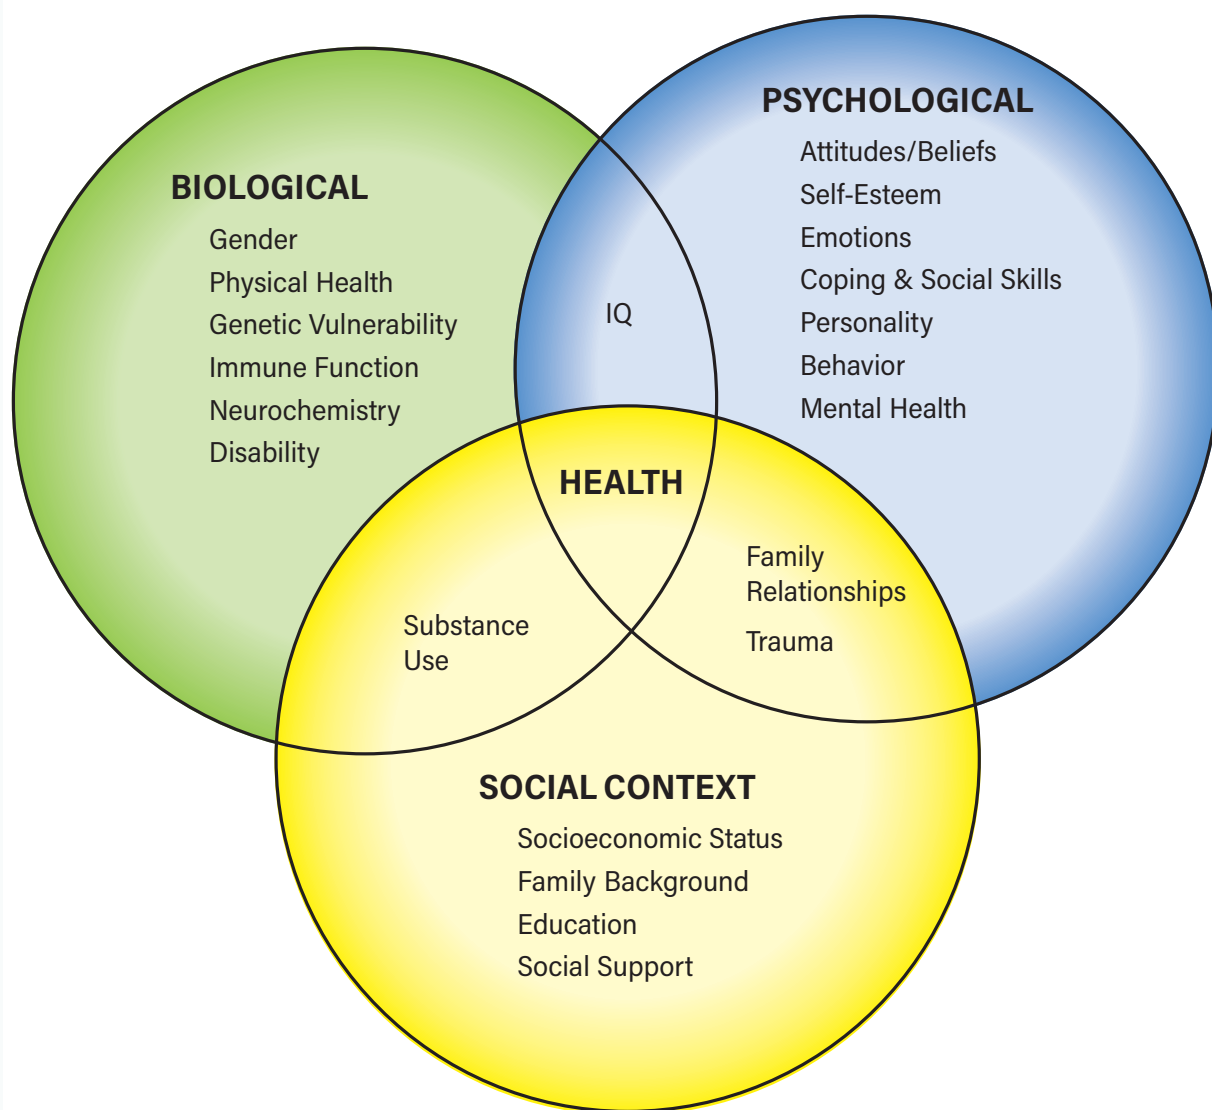 BIOLOGICAL
Gender
Physical Health
Genetic Vulnerability
Immune Function
Neurochemistry
Disability
PSYCHOLOGICAL
Attitudes/Beliefs
Self-Esteem
Emotions
Coping & Social Skills
Personality
Behavior
Mental Health
IQ
HEALTH
Family
Relationships
Trauma
Substance
Use
SOCIAL CONTEXT
Socioeconomic Status
Family Background
Education
Social Support